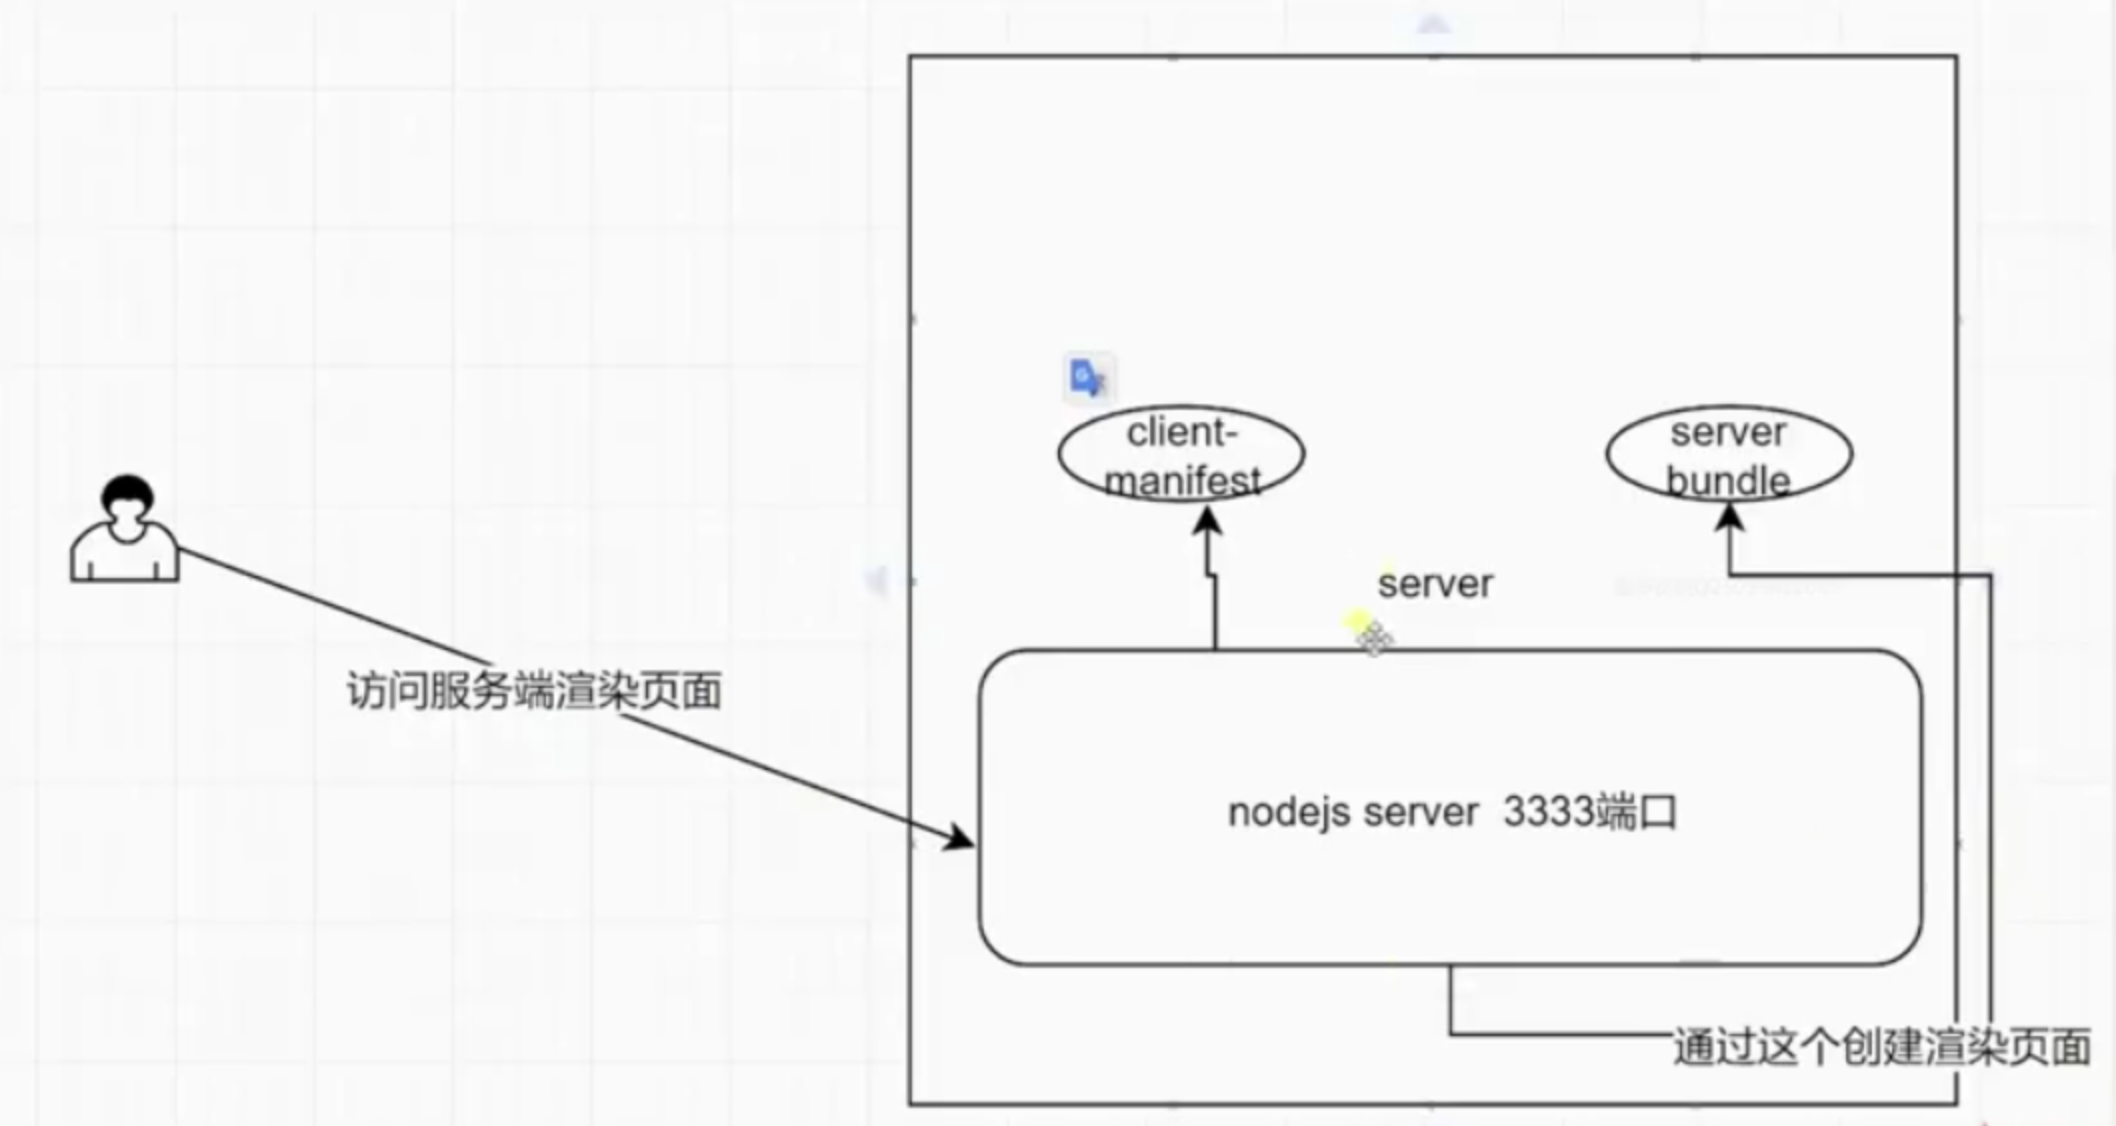 client-
manifest
server
bundle
server
访问服务端渲染页面
nodejs server 3333端口
通过这个创建渲染页面